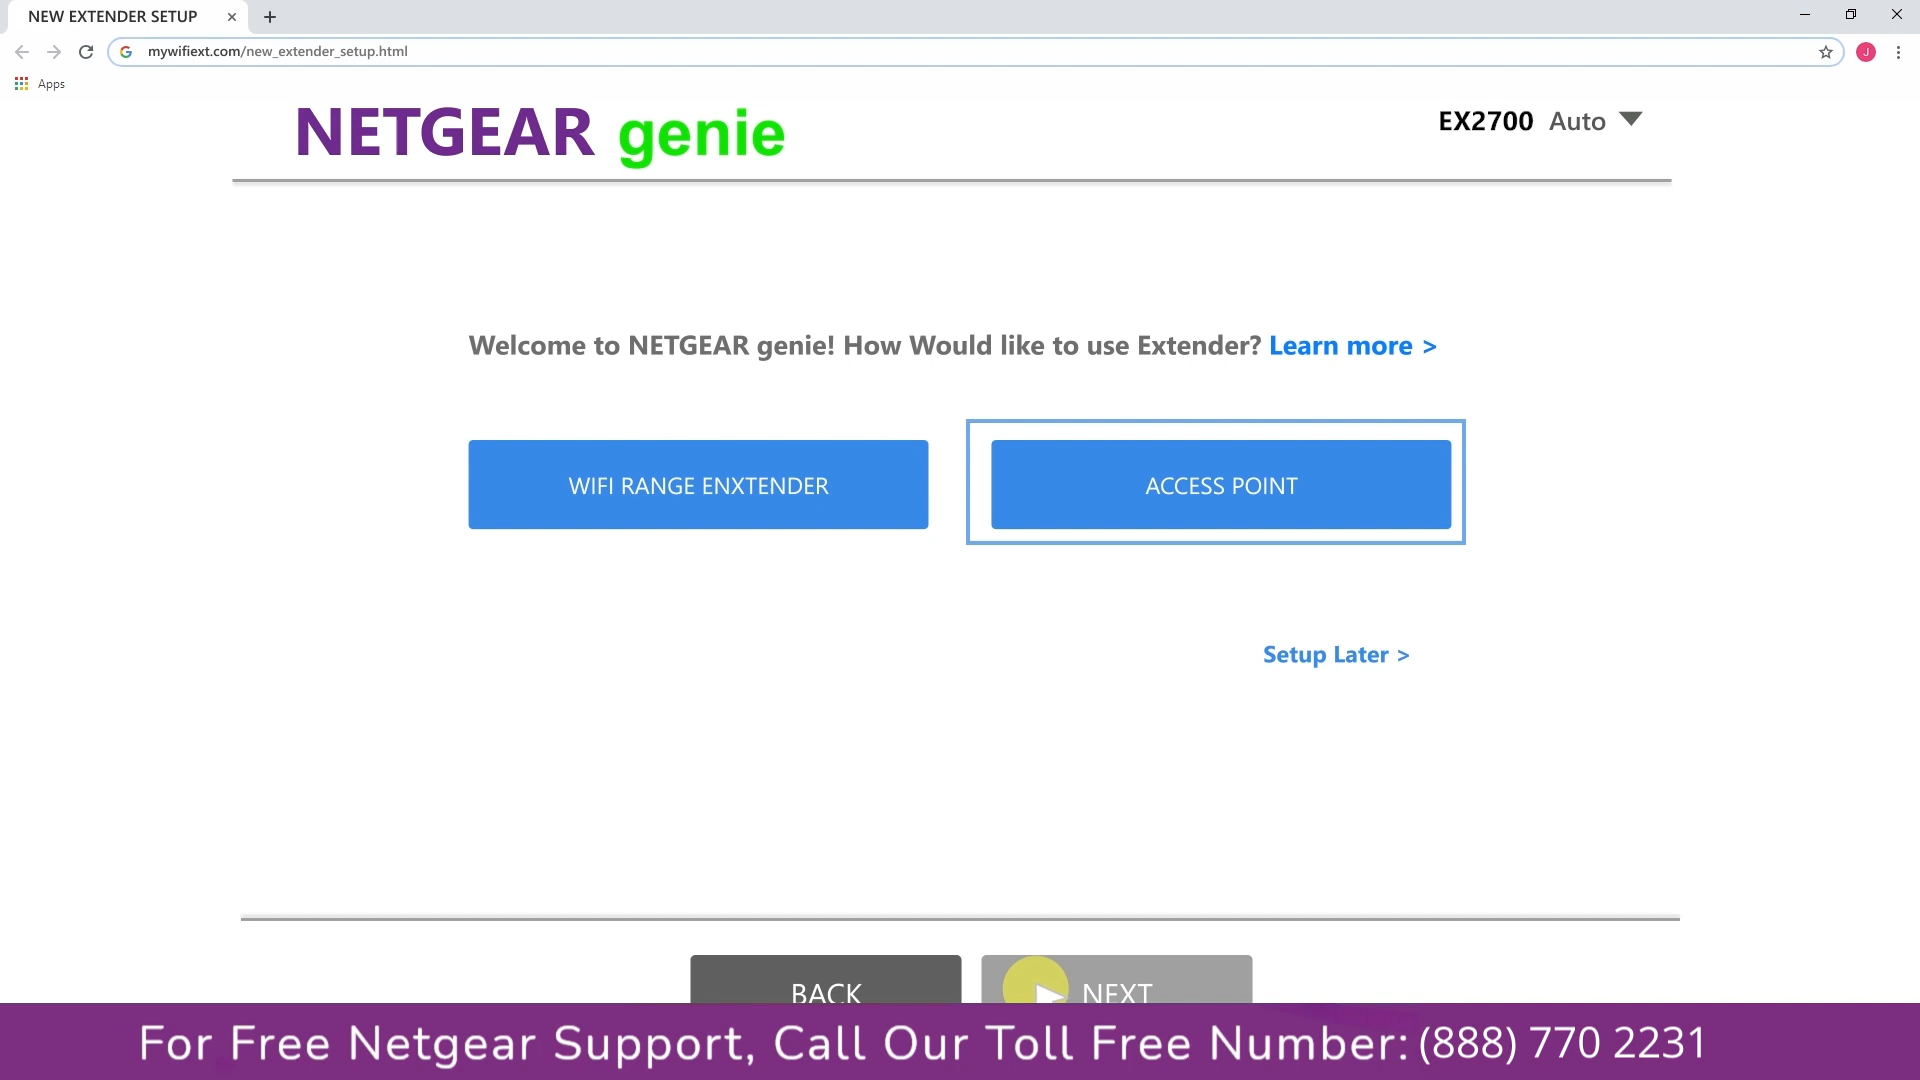 NEW EXTENDER SETUP
mywifiext.com/new_extender_setup.html
J
Apps
NETGEAR genie
EX2700 Auto
Welcome to NETGEAR genie! How Would like to use Extender? Learn more >
WIFI RANGE ENXTENDER
ACCESS POINT
Setup Later >
BACK
NEXT
For Free Netgear Support, Call Our Toll Free Number: (888) 770 2231